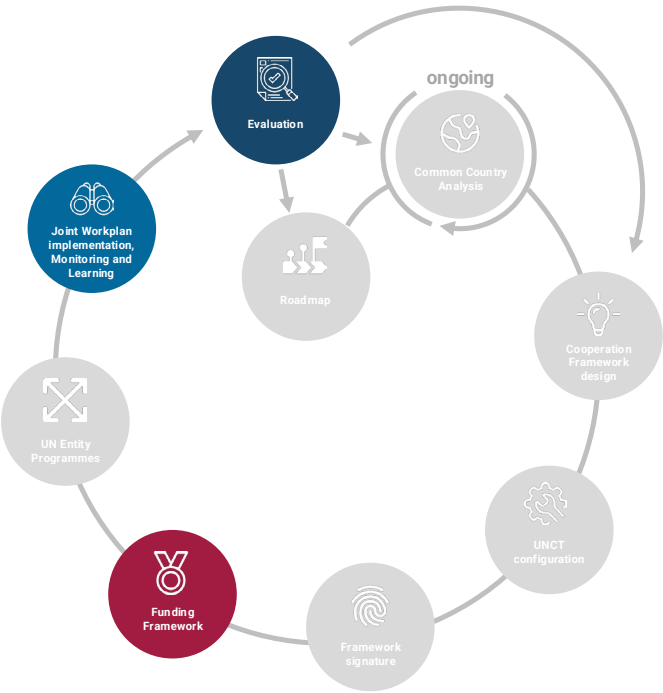 ongoing
Evaluation
Common Country
Analysis
Joint Workplan
implementation,
Monitoring and
Learning
Roadmap
Cooperation
Framework
design
UN Entity
Programmes
UNCT
configuration
Funding
Framework
Framework
signature